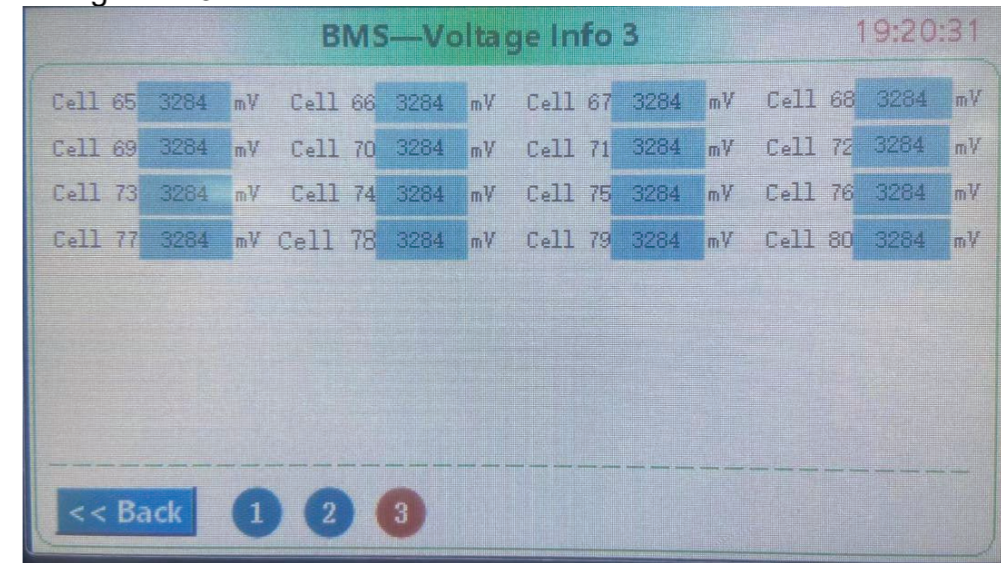 BMS—Voltage Info 3 19:20:31
Cell 65 3284 mV Cell 66 3284 mV Cell 67 3284 mV Cell 68 3284 mV
Cell 69 3284 mV Cell 70 3284 mV Cell 71 3284 mV Cell 72 3284 mV
Cell 73 3284 mV Cell 74 3284 mV Cell 75 3284 mV Cell 76 3284 mV
Cell 77 3284 mV Cell 78 3284 mV Cell 79 3284 mV Cell 80 3284 mV
<< Back 1 2 3